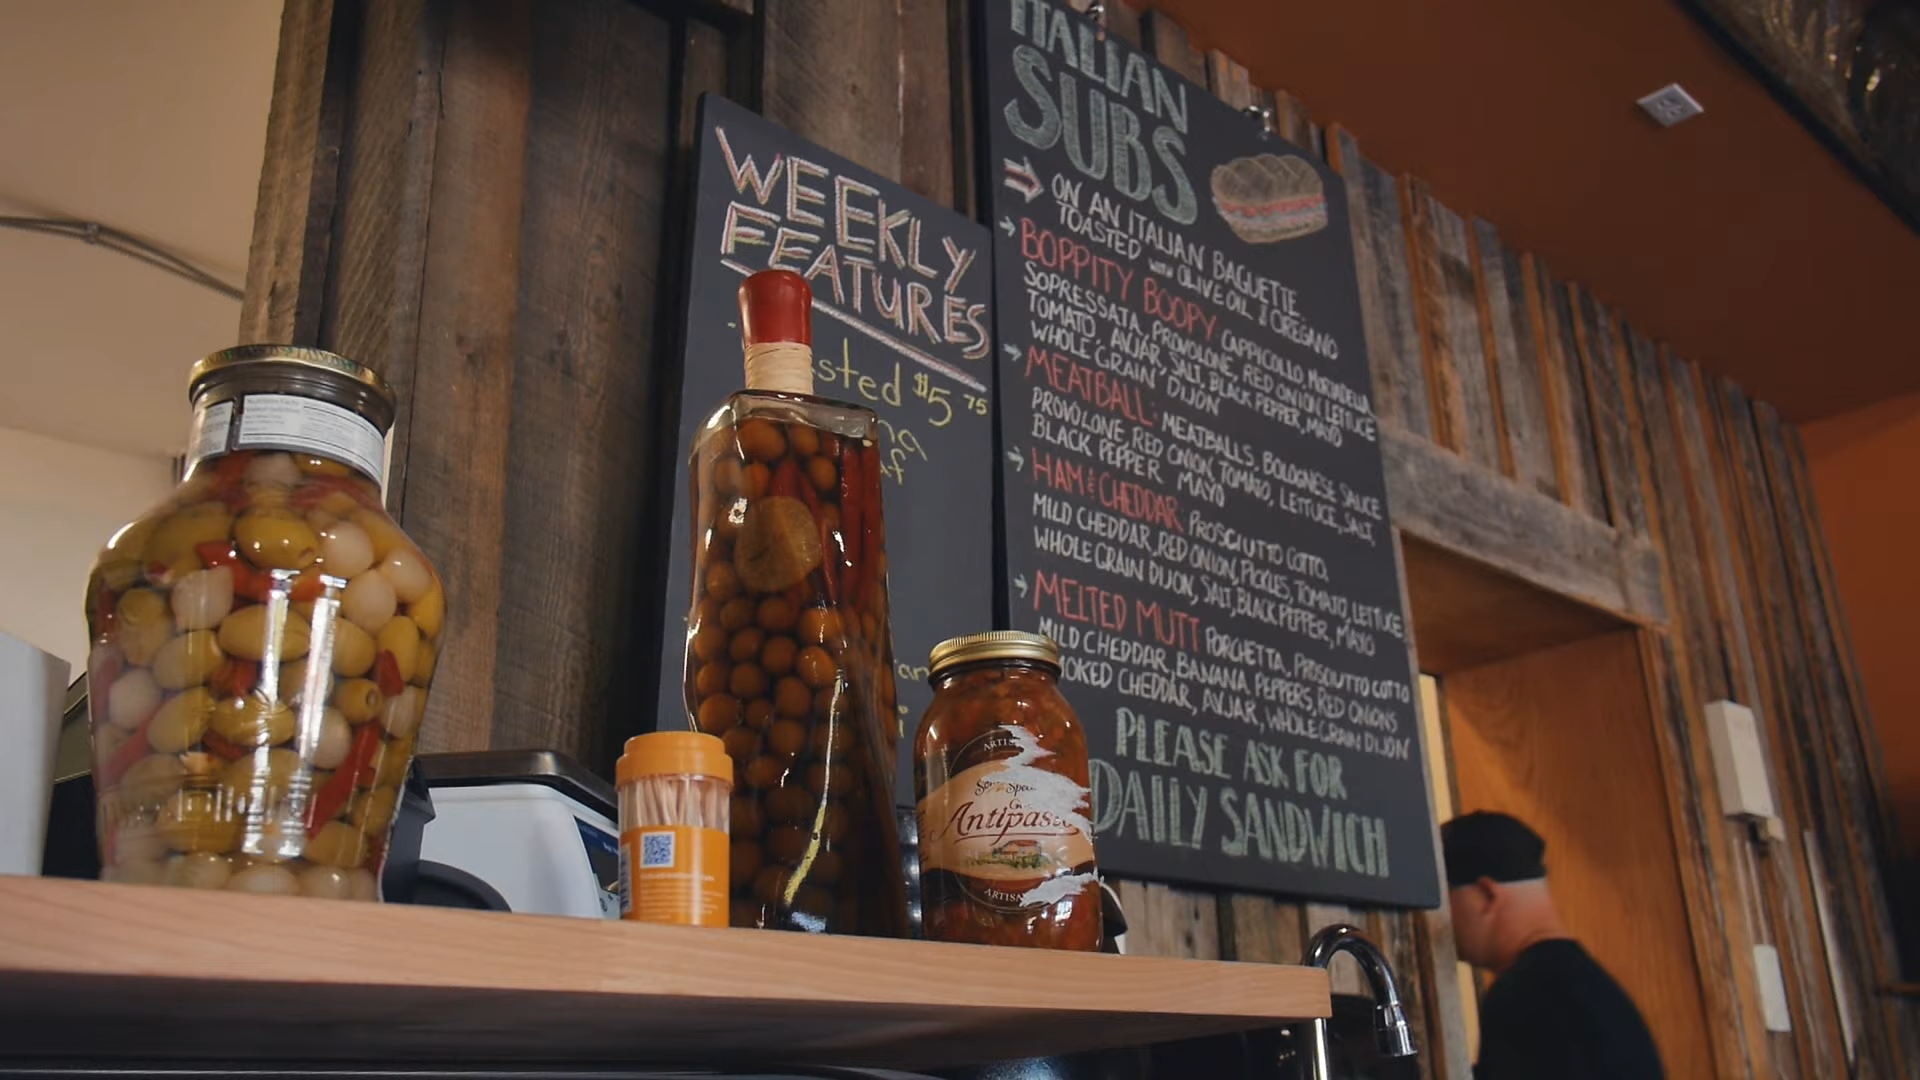 WEEKLY
FEATURES
sted $5.75
ITALIAN
SUBS
ON AN ITALIAN BAGUETTE
TOASTED WITH OLIVE OIL & OREGANO
BOPPITY BOOPY: CAPPICOLLO, MORTADELLA,
SOPRESSATA, PROVOLONE, RED ONION, LETTUCE
TOMATO, AVJAR, SALT, BLACK PEPPER, MAYO
WHOLE GRAIN DIJON
MEATBALL: MEATBALLS, BOLOGNESE SAUCE
PROVOLONE, RED ONION, TOMATO, LETTUCE, SALT,
BLACK PEPPER MAYO
HAM & CHEDDAR: PROSCIUTTO COTTO,
MILD CHEDDAR, RED ONION, PICKLES, TOMATO, LETTUCE
WHOLE GRAIN DIJON, SALT, BLACK PEPPER, MAYO
MELTED MUTT PORCHETTA, PROSCIUTTO COTTO
MILD CHEDDAR, BANANA PEPPERS, RED ONIONS
MOKED CHEDDAR, AVJAR, WHOLE GRAIN DIJON
PLEASE ASK FOR
DAILY SANDWICH
Antipas